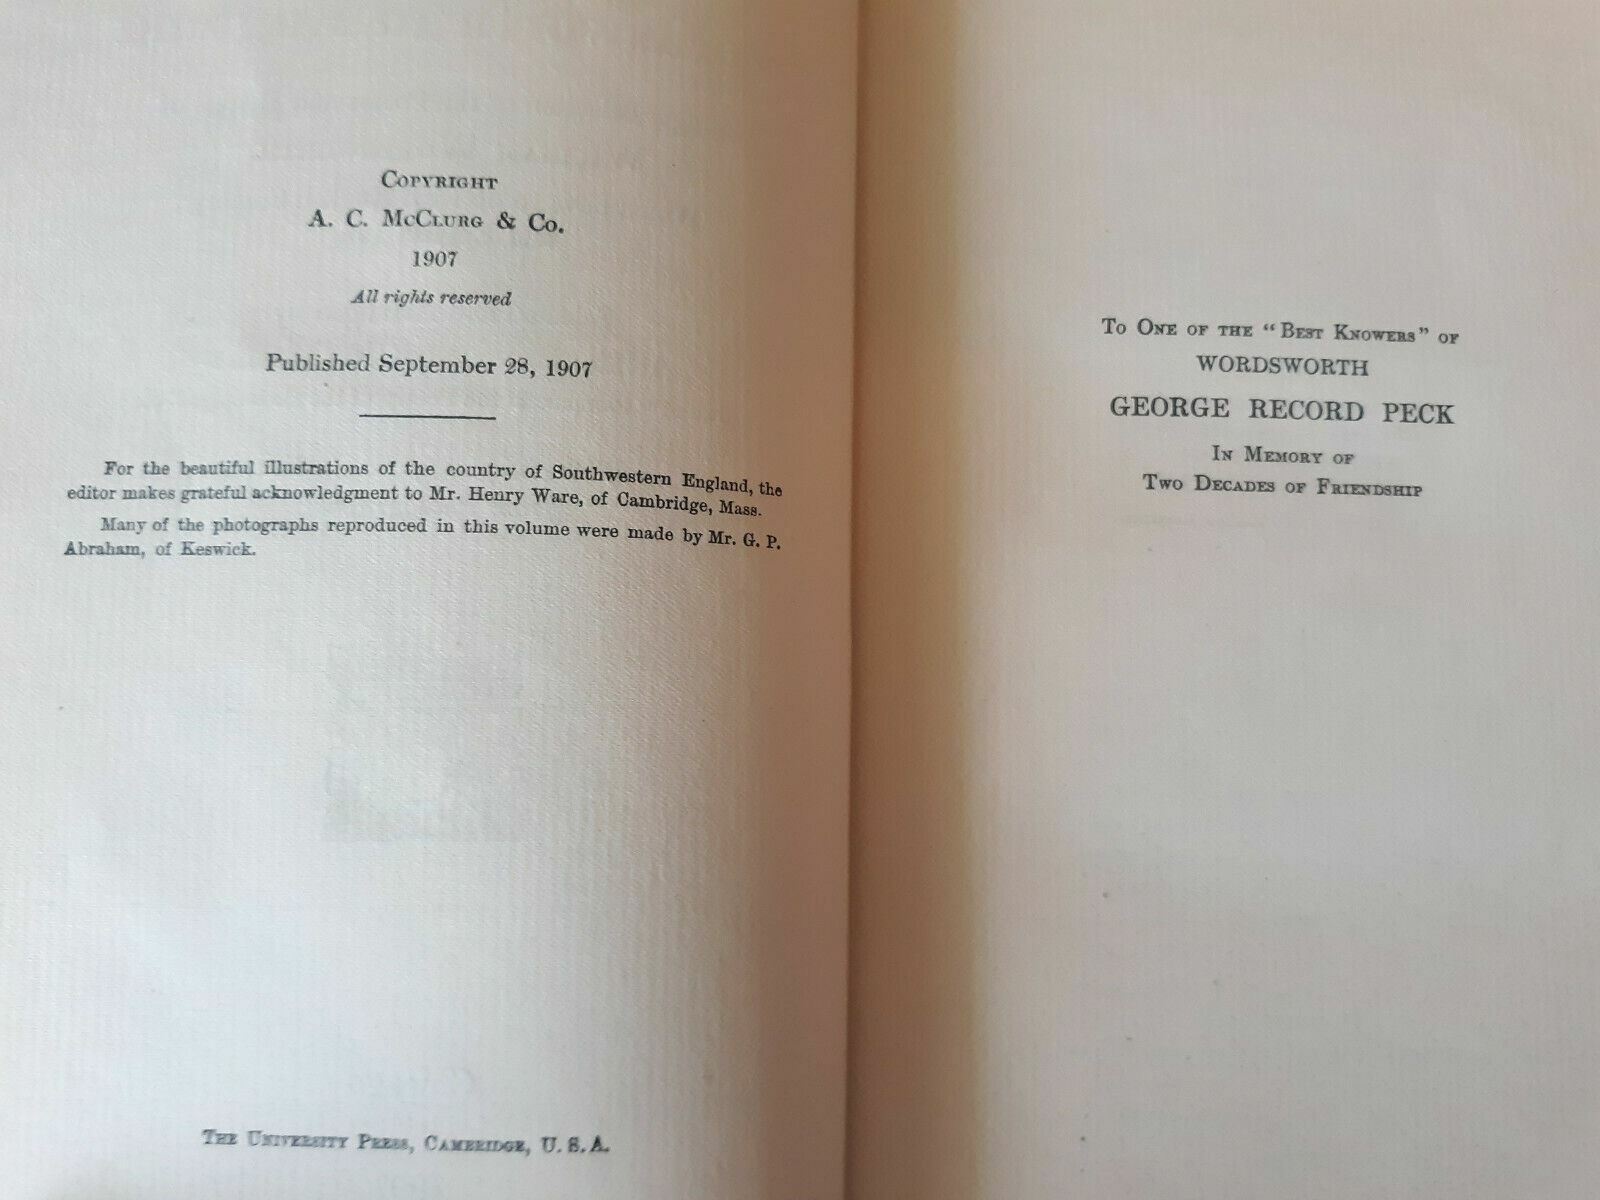 COPYRIGHT
A. C. MCCLURG & CO.
1907
All rights reserved
Published September 28, 1907
For the beautiful illustrations of the country of Southwestern England, the
editor makes grateful acknowledgment to Mr. Henry Ware, of Cambridge, Mass.
Many of the photographs reproduced in this volume were made by Mr. G. P.
Abraham, of Keswick.
THE UNIVERSITY PRESS, CAMBRIDGE, U. S. A.
TO ONE OF THE "BEST KNOWERS" OF
WORDSWORTH
GEORGE RECORD PECK
IN MEMORY OF
TWO DECADES OF FRIENDSHIP